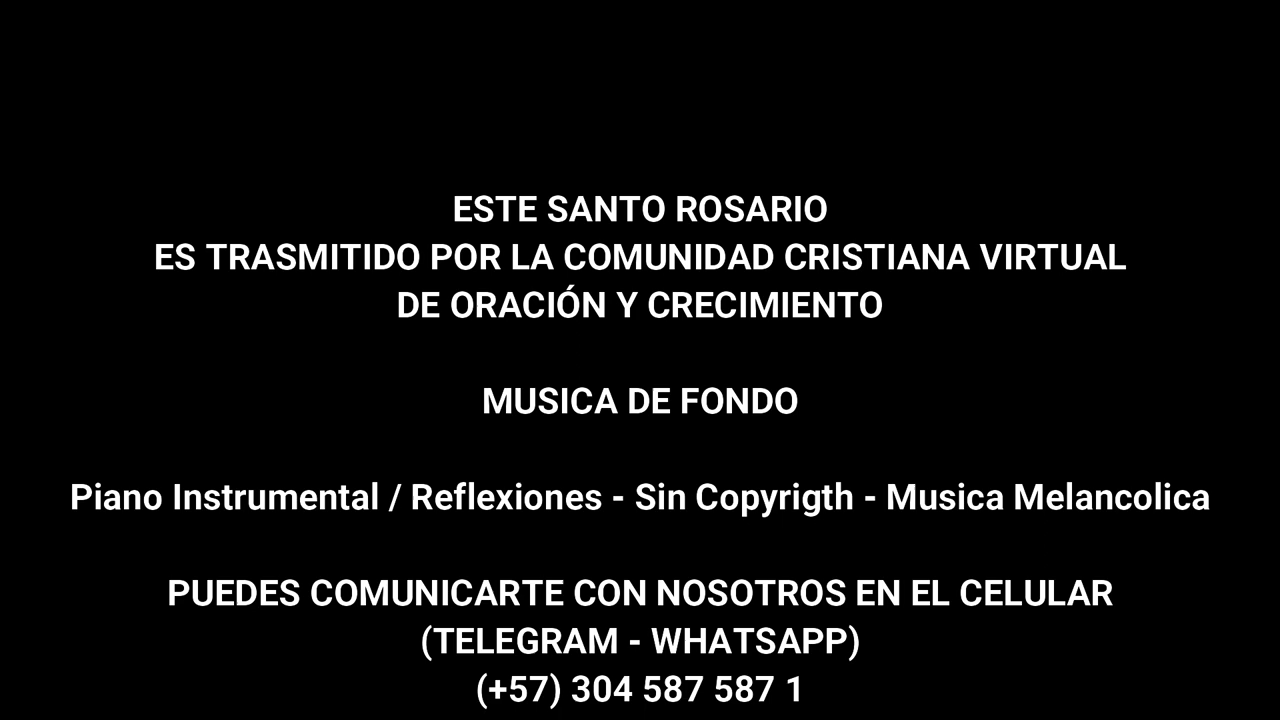 ESTE SANTO ROSARIO
ES TRASMITIDO POR LA COMUNIDAD CRISTIANA VIRTUAL
DE ORACIÓN Y CRECIMIENTO
MUSICA DE FONDO
Piano Instrumental / Reflexiones - Sin Copyrigth - Musica Melancolica
PUEDES COMUNICARTE CON NOSOTROS EN EL CELULAR
(TELEGRAM - WHATSAPP)
(+57) 304 587 587 1